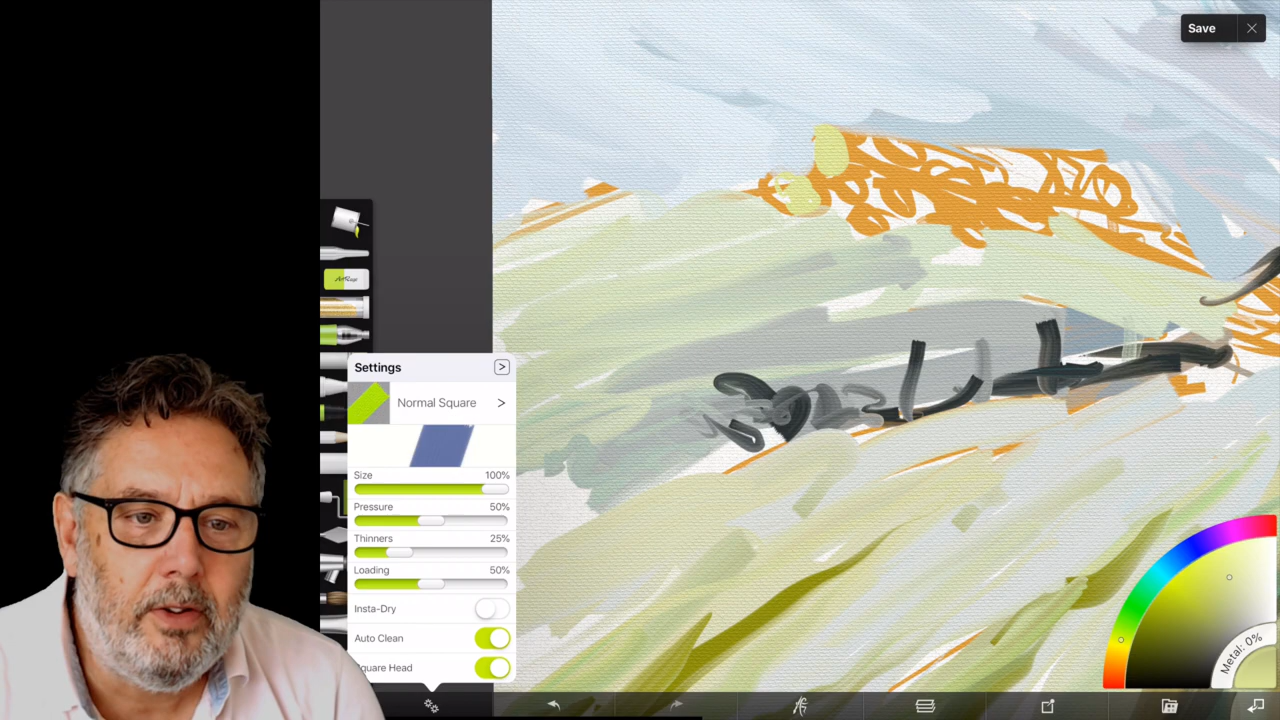 Save
ArtRage
Settings
Normal Square
Size 100%
Pressure 50%
Thinners 25%
Loading 50%
Insta-Dry
Auto Clean
quare Head
Metal: 0%